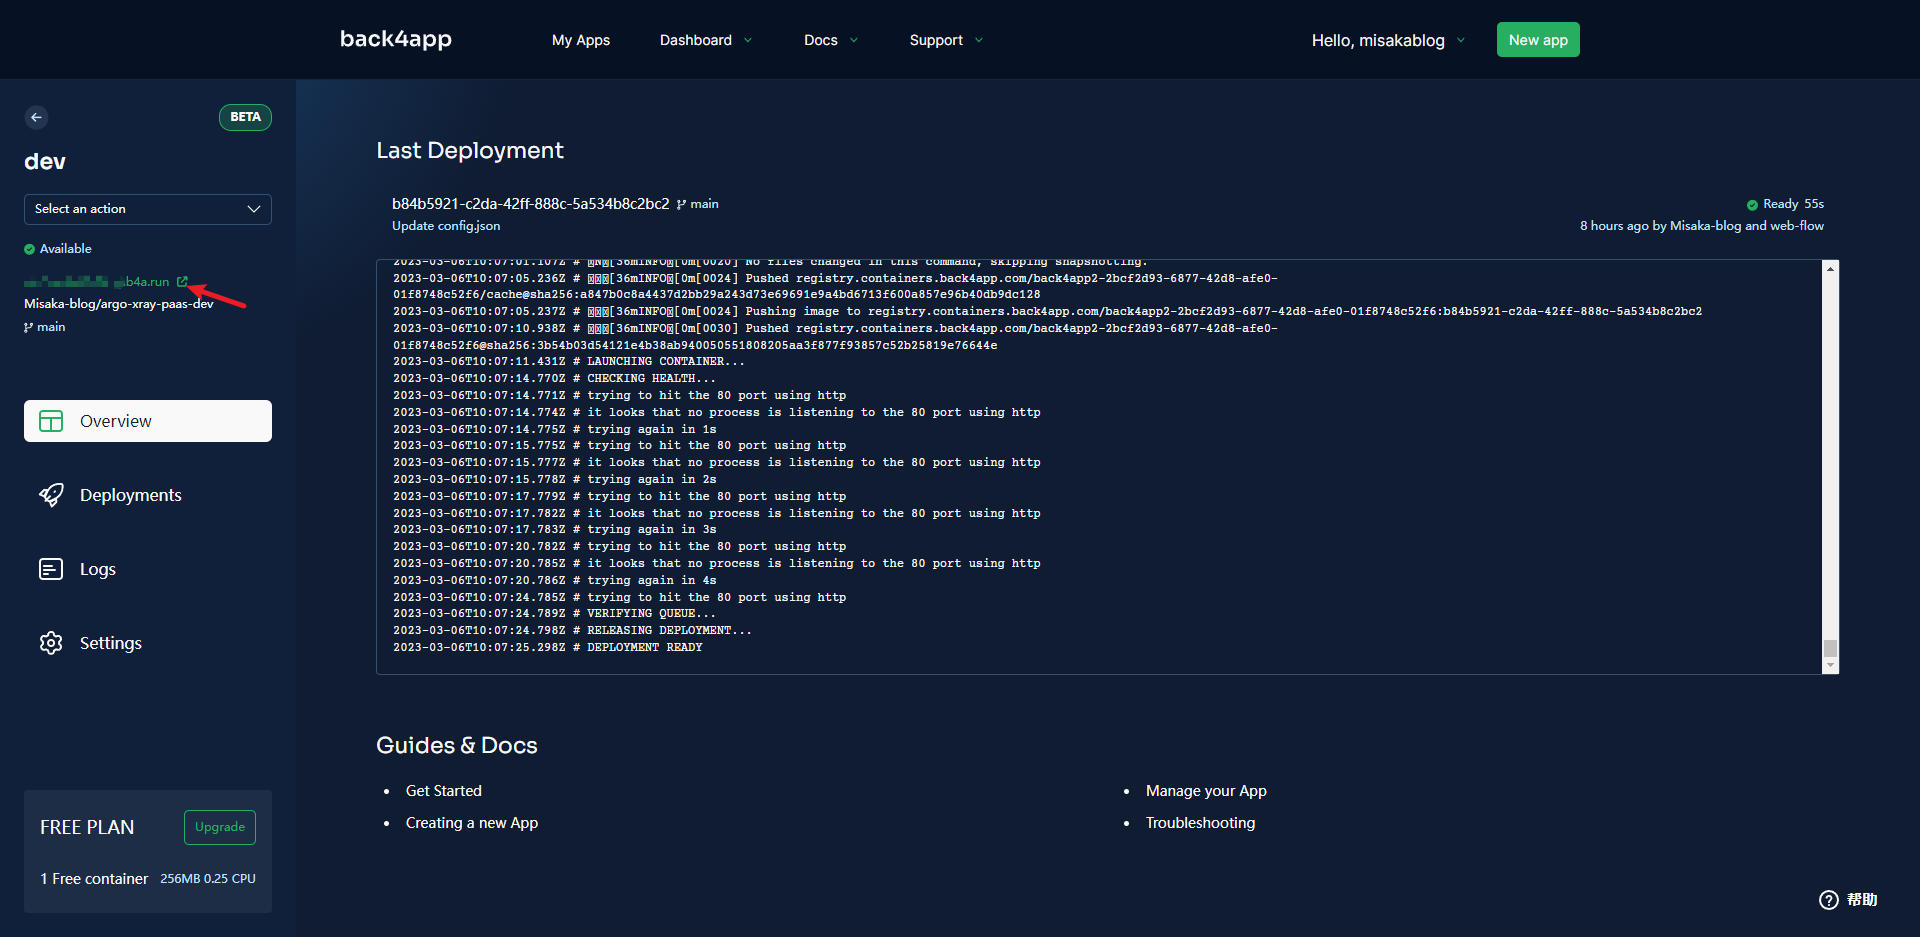 back4app
My Apps
Dashboard
Docs
Support
Hello, misakablog
New app
BETA
dev
Select an action
Available
.b4a.run
Misaka-blog/argo-xray-paas-dev
main
Overview
Deployments
Logs
Settings
FREE PLAN
Upgrade
1 Free container 256MB 0.25 CPU
Last Deployment
b84b5921-c2da-42ff-888c-5a534b8c2bc2 main
Ready 55s
Update config.json
8 hours ago by Misaka-blog and web-flow
2023-03-06T10:07:01.107Z # [36mINFO[0m[0020] No files changed in this command, skipping snapshotting.
2023-03-06T10:07:05.236Z # [36mINFO[0m[0024] Pushed registry.containers.back4app.com/back4app2-2bcf2d93-6877-42d8-afe0-
01f8748c52f6/cache@sha256:a847b0c8a4437d2bb29a243d73e69691e9a4bd6713f600a857e96b40db9dc128
2023-03-06T10:07:05.237Z # [36mINFO[0m[0024] Pushing image to registry.containers.back4app.com/back4app2-2bcf2d93-6877-42d8-afe0-01f8748c52f6:b84b5921-c2da-42ff-888c-5a534b8c2bc2
2023-03-06T10:07:10.938Z # [36mINFO[0m[0030] Pushed registry.containers.back4app.com/back4app2-2bcf2d93-6877-42d8-afe0-
01f8748c52f6@sha256:3b54b03d54121e4b38ab940050551808205aa3f877f93857c52b25819e76644e
2023-03-06T10:07:11.431Z # LAUNCHING CONTAINER...
2023-03-06T10:07:14.770Z # CHECKING HEALTH...
2023-03-06T10:07:14.771Z # trying to hit the 80 port using http
2023-03-06T10:07:14.774Z # it looks that no process is listening to the 80 port using http
2023-03-06T10:07:14.775Z # trying again in 1s
2023-03-06T10:07:15.775Z # trying to hit the 80 port using http
2023-03-06T10:07:15.777Z # it looks that no process is listening to the 80 port using http
2023-03-06T10:07:15.778Z # trying again in 2s
2023-03-06T10:07:17.779Z # trying to hit the 80 port using http
2023-03-06T10:07:17.782Z # it looks that no process is listening to the 80 port using http
2023-03-06T10:07:17.783Z # trying again in 3s
2023-03-06T10:07:20.782Z # trying to hit the 80 port using http
2023-03-06T10:07:20.785Z # it looks that no process is listening to the 80 port using http
2023-03-06T10:07:20.786Z # trying again in 4s
2023-03-06T10:07:24.785Z # trying to hit the 80 port using http
2023-03-06T10:07:24.789Z # VERIFYING QUEUE...
2023-03-06T10:07:24.798Z # RELEASING DEPLOYMENT...
2023-03-06T10:07:25.298Z # DEPLOYMENT READY
Guides & Docs
Get Started
Creating a new App
Manage your App
Troubleshooting
帮助